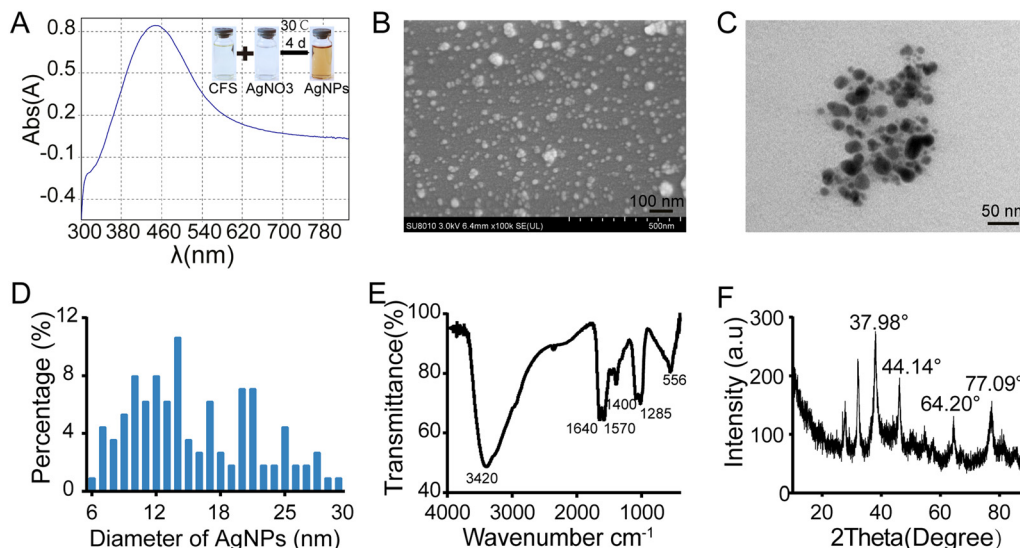 A
Abs(A)
0.8
0.5
0.2
-0.1
-0.4
300 380 460 540 620 700 780
λ(nm)
30 C
4 d
CFS
+
AgNO3
AgNPs
B
100 nm
SU8010 3.0kV 6.4mm x100k SE(UL)
500nm
C
50 nm
D
Percentage (%)
12
8
4
0
6 12 18 25 30
Diameter of AgNPs (nm)
E
Transmittance(%)
100
80
60
40
3420
1640
1570
1400
1285
556
4000 3000 2000 1000
Wavenumber cm-1
F
Intensity (a.u)
300
200
100
0
37.98°
44.14°
64.20°
77.09°
20 40 60 80
2Theta(Degree)